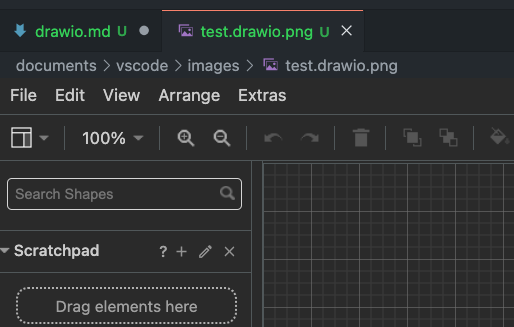 drawio.md U test.drawio.png U
documents > vscode > images > test.drawio.png
File Edit View Arrange Extras
100%
Search Shapes
Scratchpad ?
Drag elements here